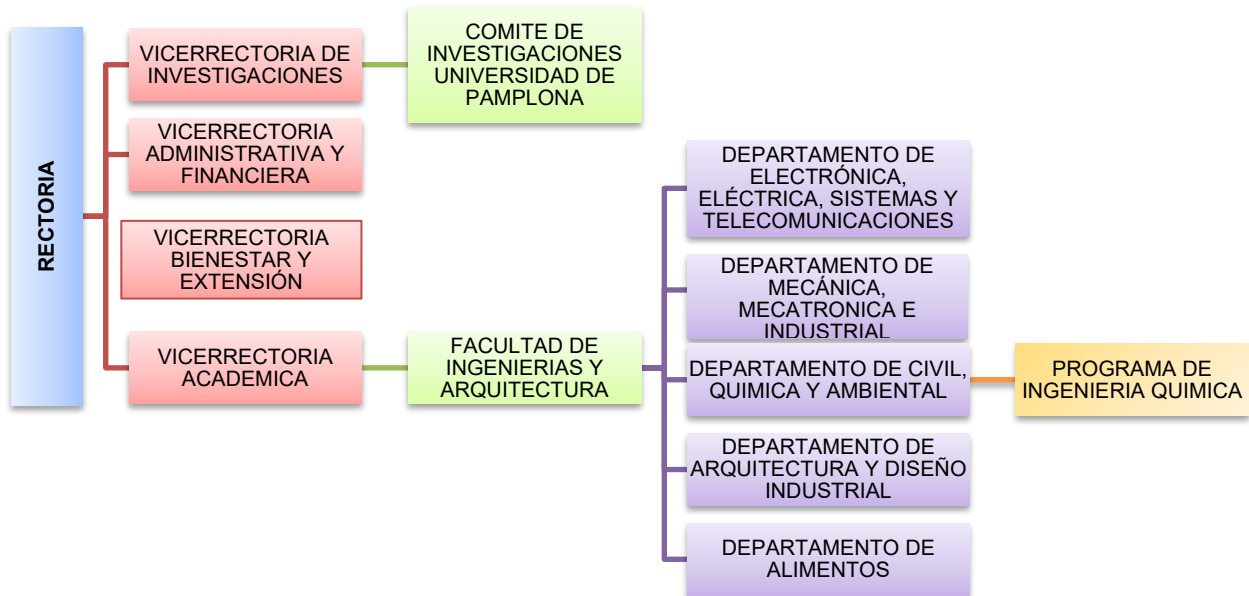 RECTORIA
VICERRECTORIA DE
INVESTIGACIONES
COMITE DE
INVESTIGACIONES
UNIVERSIDAD DE
PAMPLONA
VICERRECTORIA
ADMINISTRATIVA Y
FINANCIERA
VICERRECTORIA
BIENESTAR Y
EXTENSIÓN
VICERRECTORIA
ACADEMICA
FACULTAD DE
INGENIERIAS Y
ARQUITECTURA
DEPARTAMENTO DE
ELECTRÓNICA,
ELÉCTRICA, SISTEMAS Y
TELECOMUNICACIONES
DEPARTAMENTO DE
MECÁNICA,
MECATRONICA E
INDUSTRIAL
DEPARTAMENTO DE CIVIL,
QUIMICA Y AMBIENTAL
PROGRAMA DE
INGENIERIA QUIMICA
DEPARTAMENTO DE
ARQUITECTURA Y DISEÑO
INDUSTRIAL
DEPARTAMENTO DE
ALIMENTOS